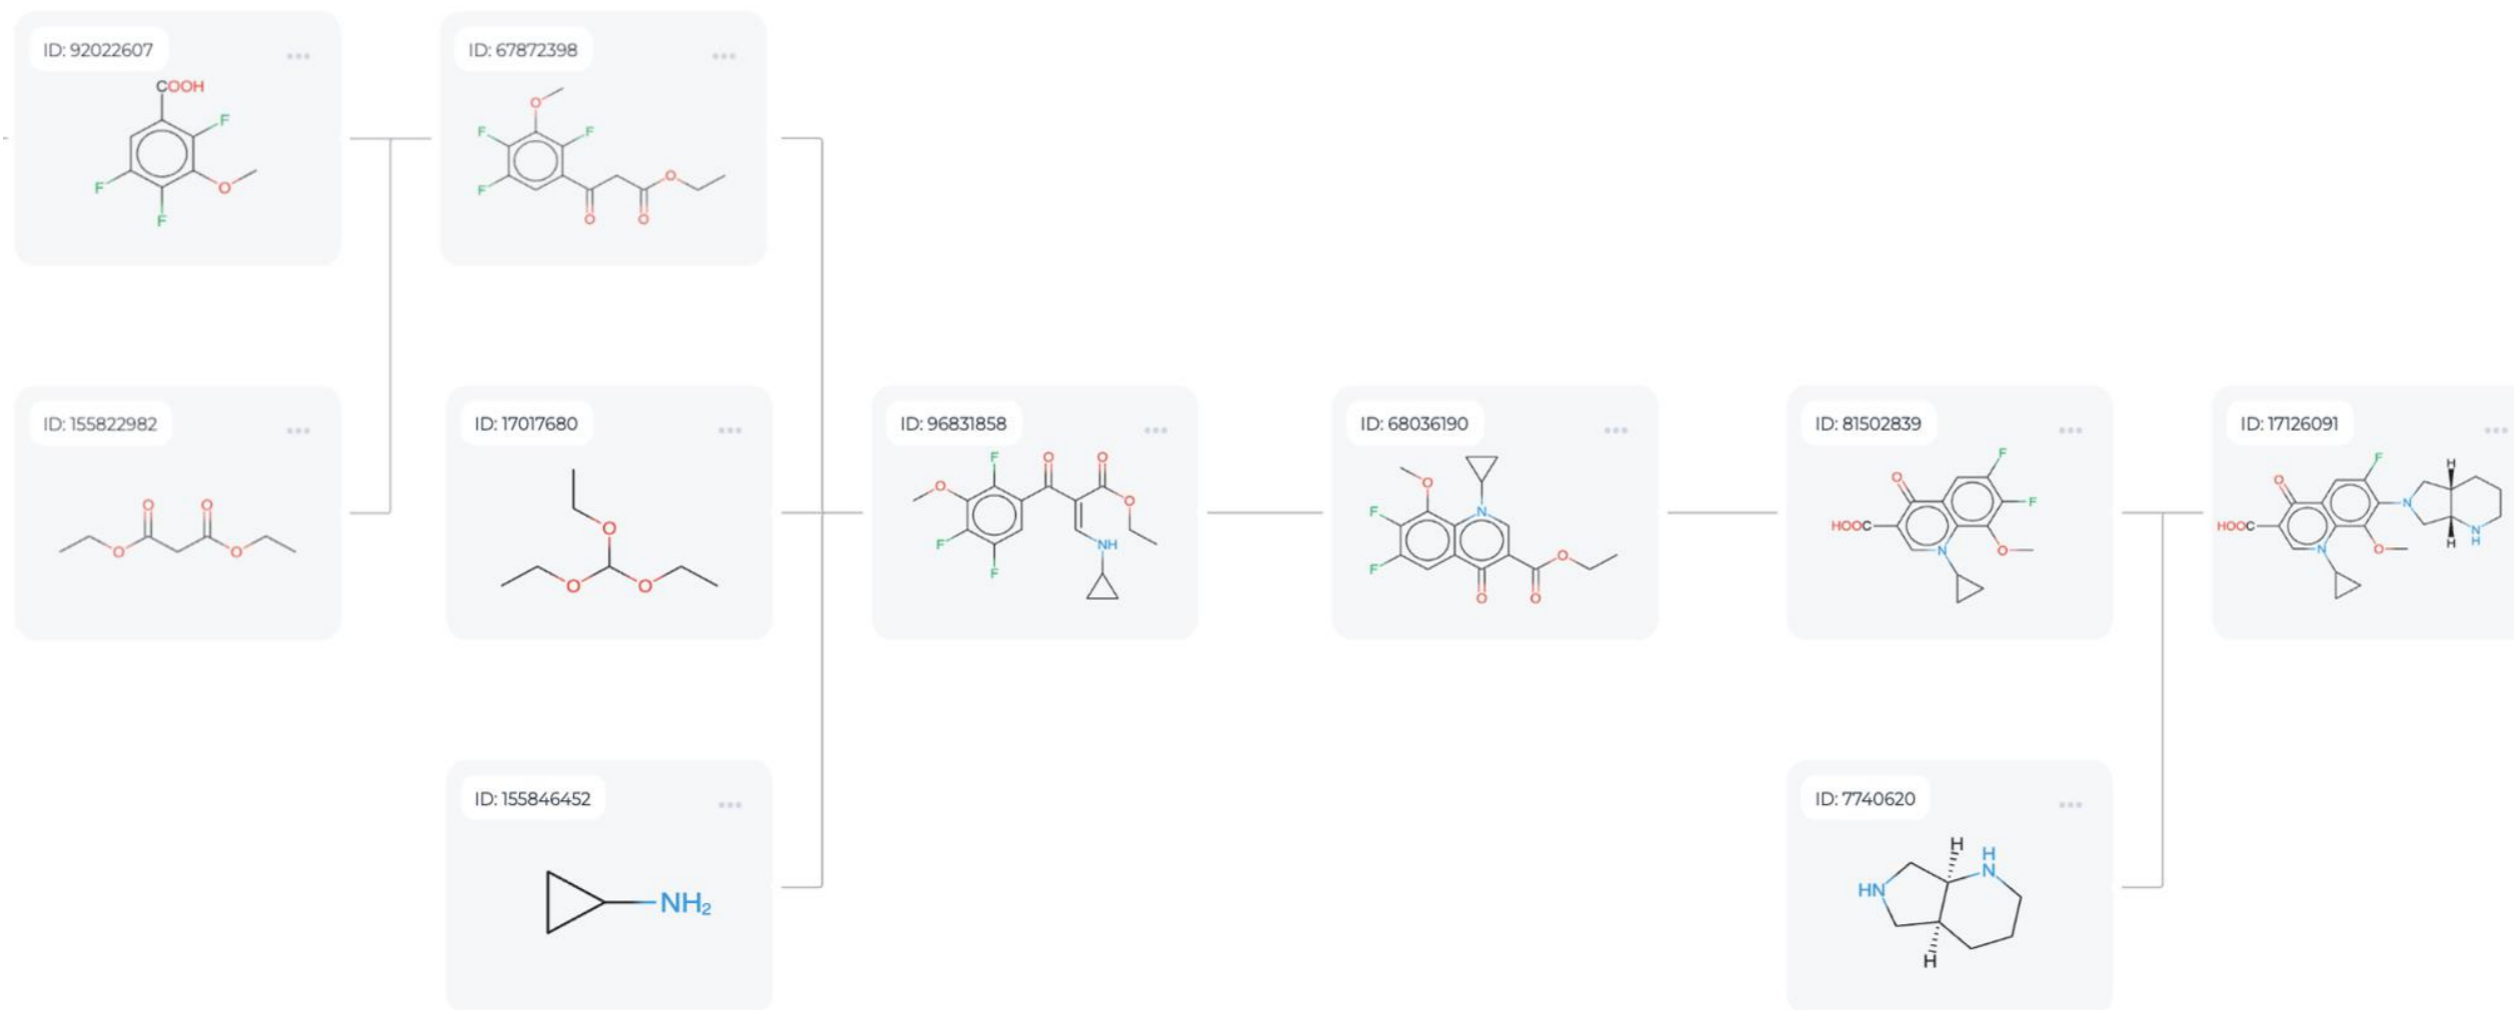 ID: 92022607
COOH
F
F
O
F
ID: 67872398
O
F
F
F
O
O
O
ID: 155822982
O
O
O
O
ID: 17017680
O
O
O
ID: 155846452
NH2
ID: 96831858
F
O
O
O
O
F
NH
F
ID: 68036190
O
F
N
F
O
O
O
ID: 81502839
F
O
F
HOOC
N
O
ID: 7740620
H
H
N
HN
H
ID: 17126091
F
H
O
N
HOOC
N
O
H
N
H